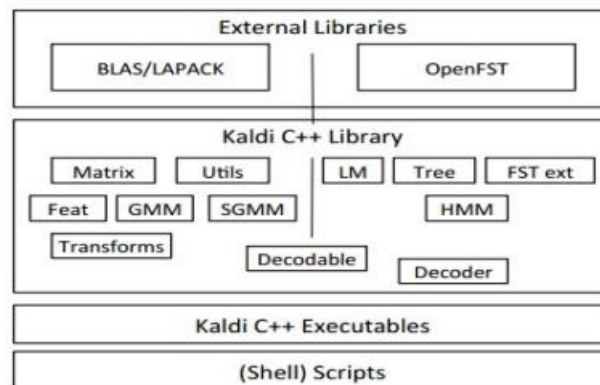 External Libraries
BLAS/LAPACK OpenFST
Kaldi C++ Library
Matrix Utils LM Tree FST ext
Feat GMM SGMM HMM
Transforms
Decodable
Decoder
Kaldi C++ Executables
(Shell) Scripts